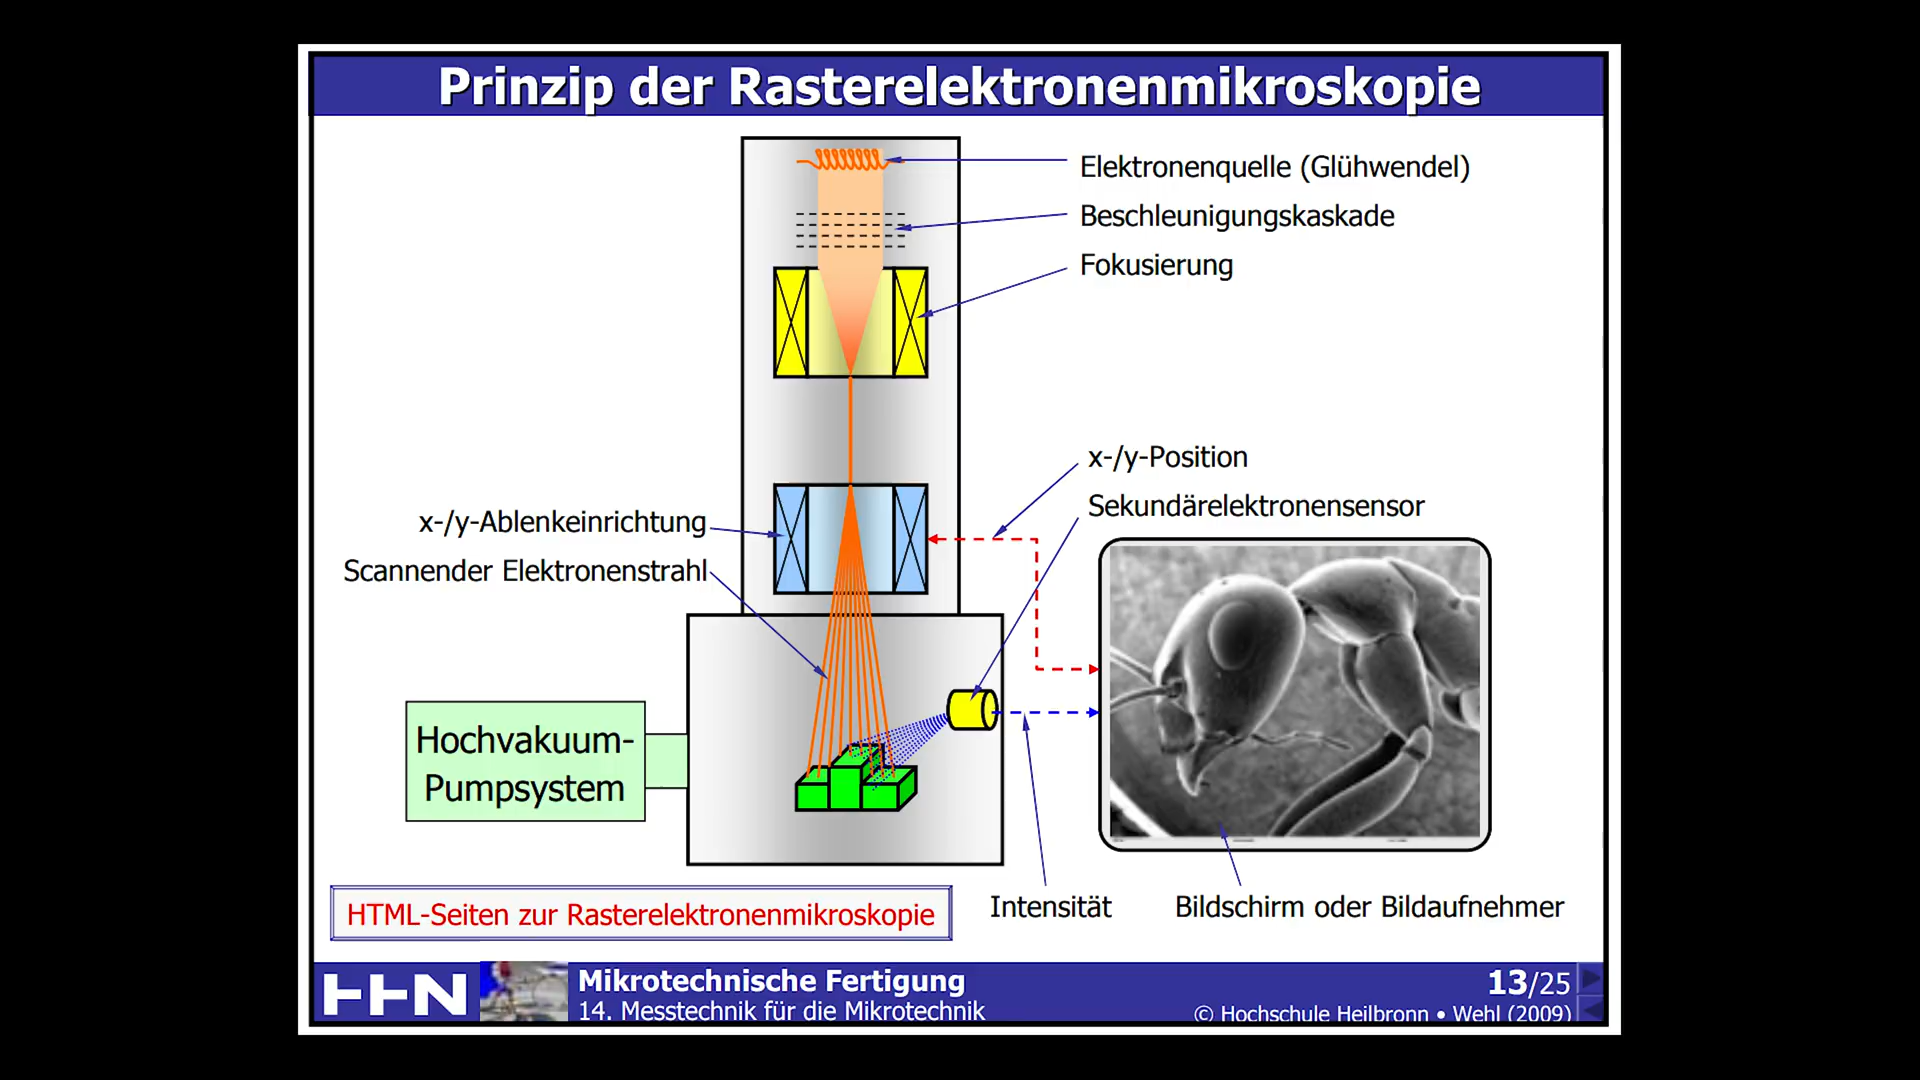 Prinzip der Rasterelektronenmikroskopie
Elektronenquelle (Glühwendel)
Beschleunigungskaskade
Fokusierung
x-/y-Position
Sekundärelektronensensor
x-/y-Ablenkeinrichtung
Scannender Elektronenstrahl
Hochvakuum-
Pumpsystem
Intensität
Bildschirm oder Bildaufnehmer
HTML-Seiten zur Rasterelektronenmikroskopie
HHN
Mikrotechnische Fertigung
14. Messtechnik für die Mikrotechnik
13/25
© Hochschule Heilbronn • Wehl (2009)